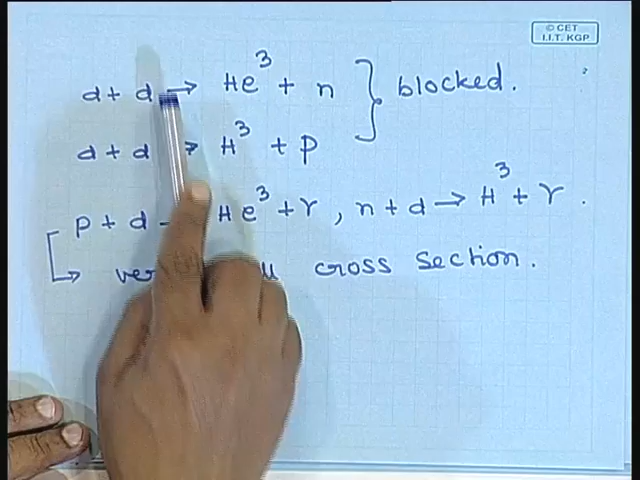 © CET
I.I.T. KGP
d + d → He³ + n } blocked.
d + d → H³ + p
p + d → He³ + γ, n + d → H³ + γ.
cross section.